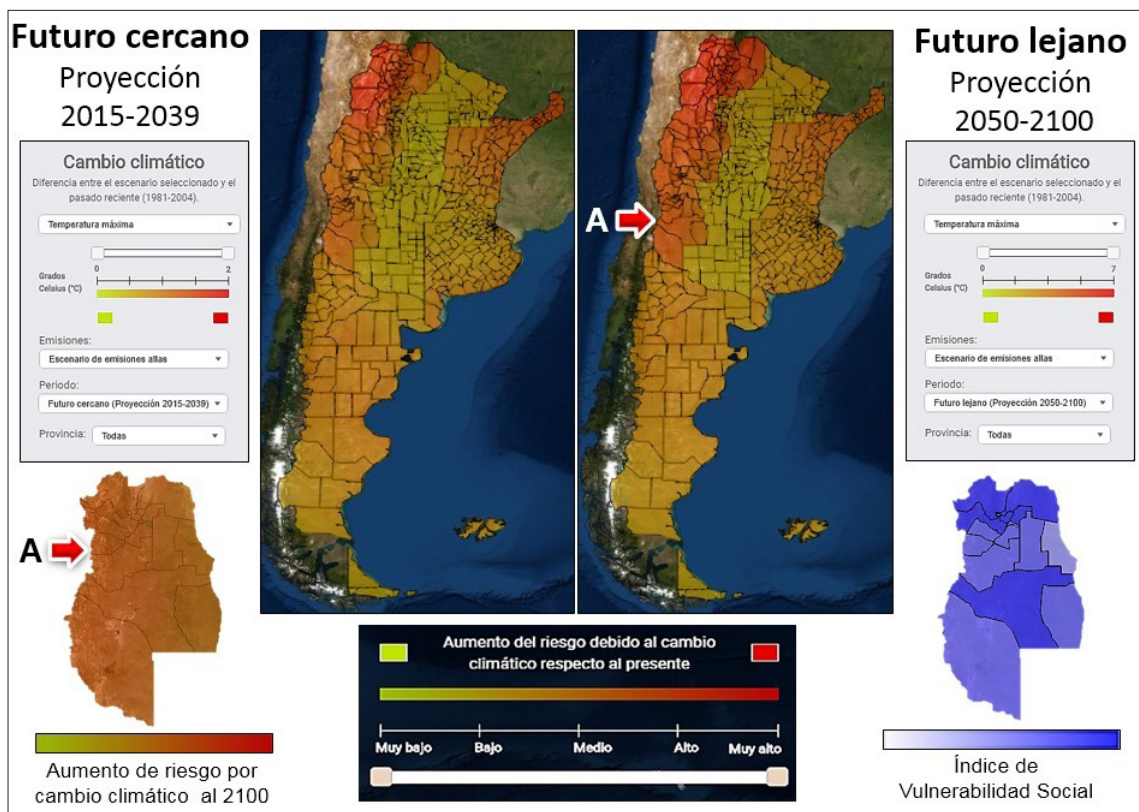 Futuro cercano
Proyección
2015-2039
Cambio climático
Diferencia entre el escenario seleccionado y el
pasado reciente (1981-2004).
Temperatura máxima
0 2
Grados
Celsius (°C)
Emisiones:
Escenario de emisiones altas
Periodo:
Futuro cercano (Proyección 2015-2039)
Provincia: Todas
A
Aumento de riesgo por
cambio climático al 2100
A
Aumento del riesgo debido al cambio
climático respecto al presente
Muy bajo Bajo Medio Alto Muy alto
Futuro lejano
Proyección
2050-2100
Cambio climático
Diferencia entre el escenario seleccionado y el
pasado reciente (1981-2004).
Temperatura máxima
0 7
Grados
Celsius (°C)
Emisiones:
Escenario de emisiones altas
Periodo:
Futuro lejano (Proyección 2050-2100)
Provincia: Todas
Índice de
Vulnerabilidad Social